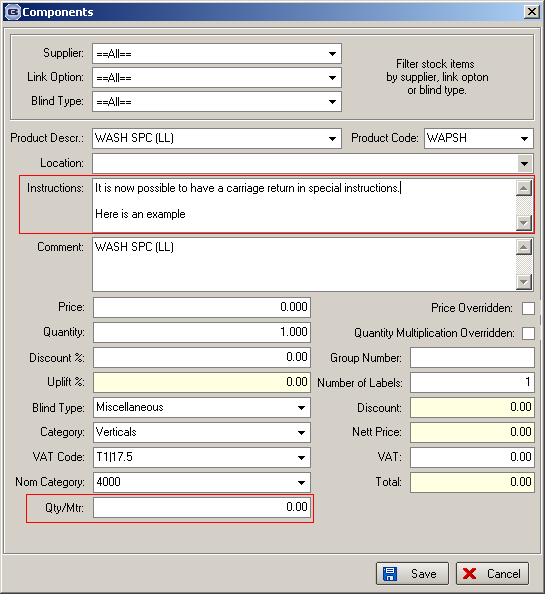 Components
Supplier: ==All==
Link Option: ==All==
Blind Type: ==All==
Filter stock items
by supplier, link opton
or blind type.
Product Descr.: WASH SPC (LL) Product Code: WAPSH
Location:
Instructions: It is now possible to have a carriage return in special instructions.
Here is an example
Comment: WASH SPC (LL)
Price: 0.000 Price Overridden:
Quantity: 1.000 Quantity Multiplication Overridden:
Discount %: 0.00 Group Number:
Uplift %: 0.00 Number of Labels: 1
Blind Type: Miscellaneous Discount: 0.00
Category: Verticals Nett Price: 0.00
VAT Code: T1|17.5 VAT: 0.00
Nom Category: 4000 Total: 0.00
Qty/Mtr: 0.00
Save Cancel